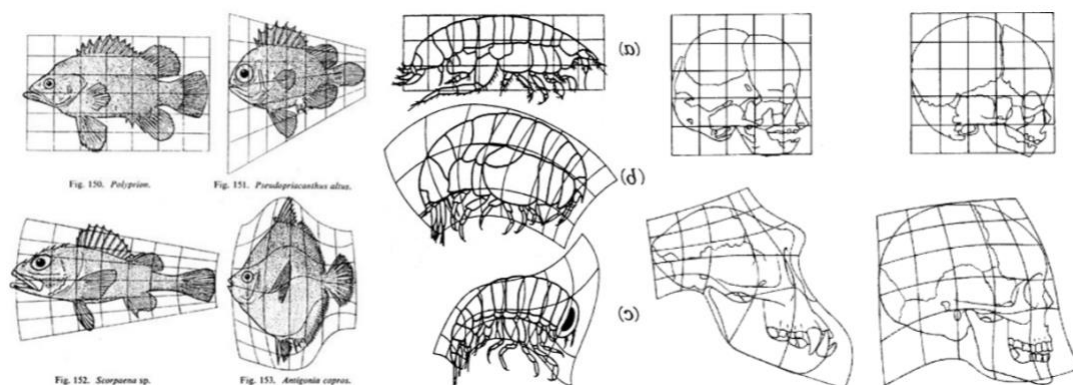 Fig. 150. Polyprion.
Fig. 151. Pseudopriacanthus altus.
Fig. 152. Scorpaena sp.
Fig. 153. Antigonia capros.
(a)
(b)
(c)